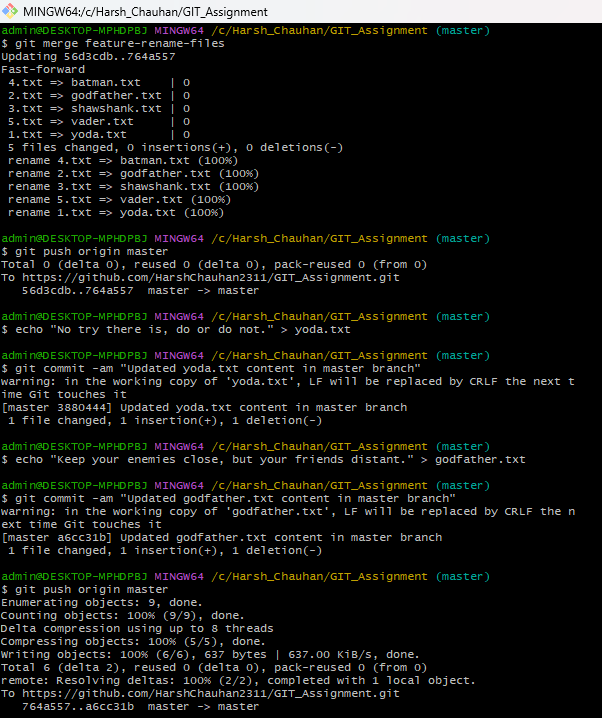 MINGW64:/c/Harsh_Chauhan/GIT_Assignment
admin@DESKTOP-MPHDPBJ MINGW64 /c/Harsh_Chauhan/GIT_Assignment (master)
$ git merge feature-rename-files
Updating 56d3cdb..764a557
Fast-forward
 4.txt => batman.txt    | 0
 2.txt => godfather.txt | 0
 3.txt => shawshank.txt | 0
 5.txt => vader.txt     | 0
 1.txt => yoda.txt      | 0
 5 files changed, 0 insertions(+), 0 deletions(-)
 rename 4.txt => batman.txt (100%)
 rename 2.txt => godfather.txt (100%)
 rename 3.txt => shawshank.txt (100%)
 rename 5.txt => vader.txt (100%)
 rename 1.txt => yoda.txt (100%)
admin@DESKTOP-MPHDPBJ MINGW64 /c/Harsh_Chauhan/GIT_Assignment (master)
$ git push origin master
Total 0 (delta 0), reused 0 (delta 0), pack-reused 0 (from 0)
To https://github.com/HarshChauhan2311/GIT_Assignment.git
   56d3cdb..764a557  master -> master
admin@DESKTOP-MPHDPBJ MINGW64 /c/Harsh_Chauhan/GIT_Assignment (master)
$ echo "No try there is, do or do not." > yoda.txt
admin@DESKTOP-MPHDPBJ MINGW64 /c/Harsh_Chauhan/GIT_Assignment (master)
$ git commit -am "Updated yoda.txt content in master branch"
warning: in the working copy of 'yoda.txt', LF will be replaced by CRLF the next t
ime Git touches it
[master 3880444] Updated yoda.txt content in master branch
 1 file changed, 1 insertion(+), 1 deletion(-)
admin@DESKTOP-MPHDPBJ MINGW64 /c/Harsh_Chauhan/GIT_Assignment (master)
$ echo "Keep your enemies close, but your friends distant." > godfather.txt
admin@DESKTOP-MPHDPBJ MINGW64 /c/Harsh_Chauhan/GIT_Assignment (master)
$ git commit -am "Updated godfather.txt content in master branch"
warning: in the working copy of 'godfather.txt', LF will be replaced by CRLF the n
ext time Git touches it
[master a6cc31b] Updated godfather.txt content in master branch
 1 file changed, 1 insertion(+), 1 deletion(-)
admin@DESKTOP-MPHDPBJ MINGW64 /c/Harsh_Chauhan/GIT_Assignment (master)
$ git push origin master
Enumerating objects: 9, done.
Counting objects: 100% (9/9), done.
Delta compression using up to 8 threads
Compressing objects: 100% (5/5), done.
Writing objects: 100% (6/6), 637 bytes | 637.00 KiB/s, done.
Total 6 (delta 2), reused 0 (delta 0), pack-reused 0 (from 0)
remote: Resolving deltas: 100% (2/2), completed with 1 local object.
To https://github.com/HarshChauhan2311/GIT_Assignment.git
   764a557..a6cc31b  master -> master